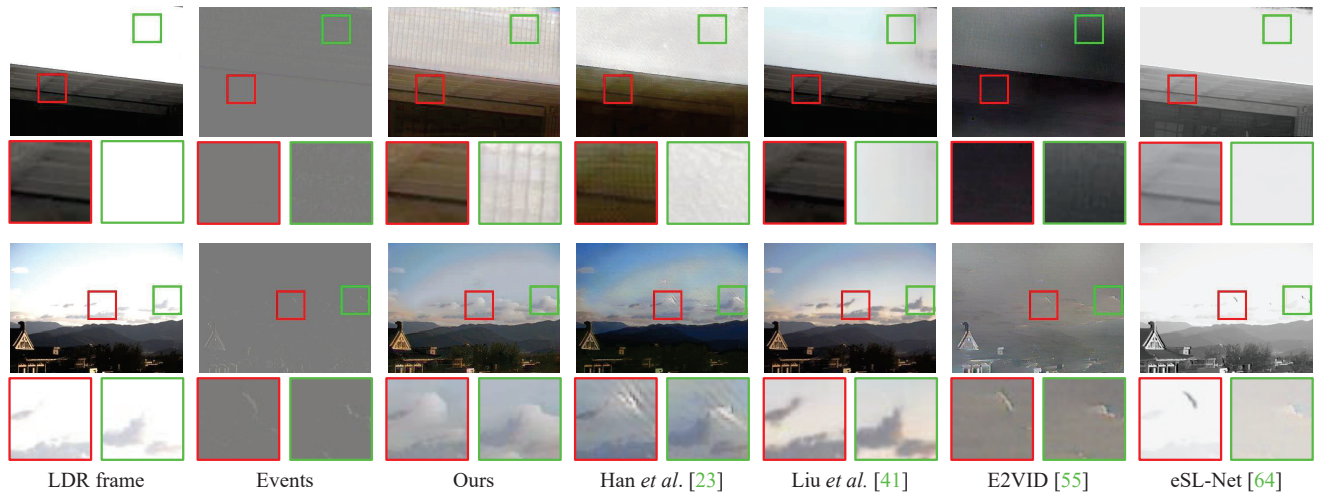 LDR frame Events Ours Han et al. [23] Liu et al. [41] E2VID [55] eSL-Net [64]